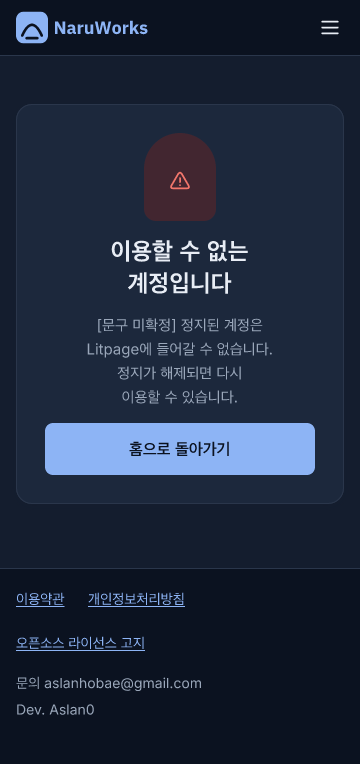 NaruWorks
이용할 수 없는
계정입니다
[문구 미확정] 정지된 계정은
Litpage에 들어갈 수 없습니다.
정지가 해제되면 다시
이용할 수 있습니다.
홈으로 돌아가기
이용약관 개인정보처리방침
오픈소스 라이선스 고지
문의 aslanhobae@gmail.com
Dev. Aslan0